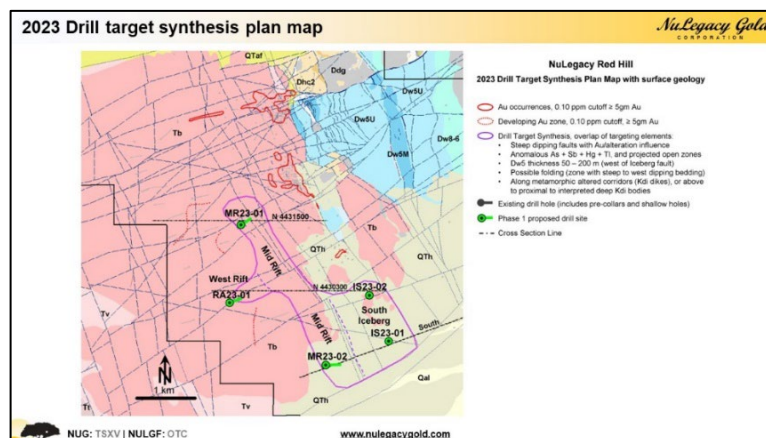 2023 Drill target synthesis plan map
NuLegacy Gold
CORPORATION
NuLegacy Red Hill
2023 Drill Target Synthesis Plan Map with surface geology
Au occurrences, 0.10 ppm cutoff ≥ 5gm Au
Developing Au zone, 0.10 ppm cutoff, ≥ 5gm Au
Drill Target Synthesis, overlap of targeting elements:
• Steep dipping faults with Au/alteration influence
• Anomalous As + Sb + Hg + Tl, and projected open zones
• Dw5 thickness 50 – 200 m (west of Iceberg fault)
• Possible folding (zone with steep to west dipping bedding)
• Along metamorphic altered corridors (Kdi dikes), or above
to proximal to interpreted deep Kdi bodies
Existing drill hole (includes pre-collars and shallow holes)
Phase 1 proposed drill site
Cross Section Line
QTaf
Ddg
Dhc2
Dw5U
Tb
Dw5U
Dw8-6
Dw5M
MR23-01
N 4431500
QTh
Tb
Mid Rift
QTh
West Rift
N 4430300
IS23-02
RA23-01
South
Iceberg
Tv
Mid Rift
IS23-01
South
Tb
MR23-02
N
1 km
Qal
Tr
Tv
QTh
NUG: TSXV | NULGF: OTC
www.nulegacygold.com